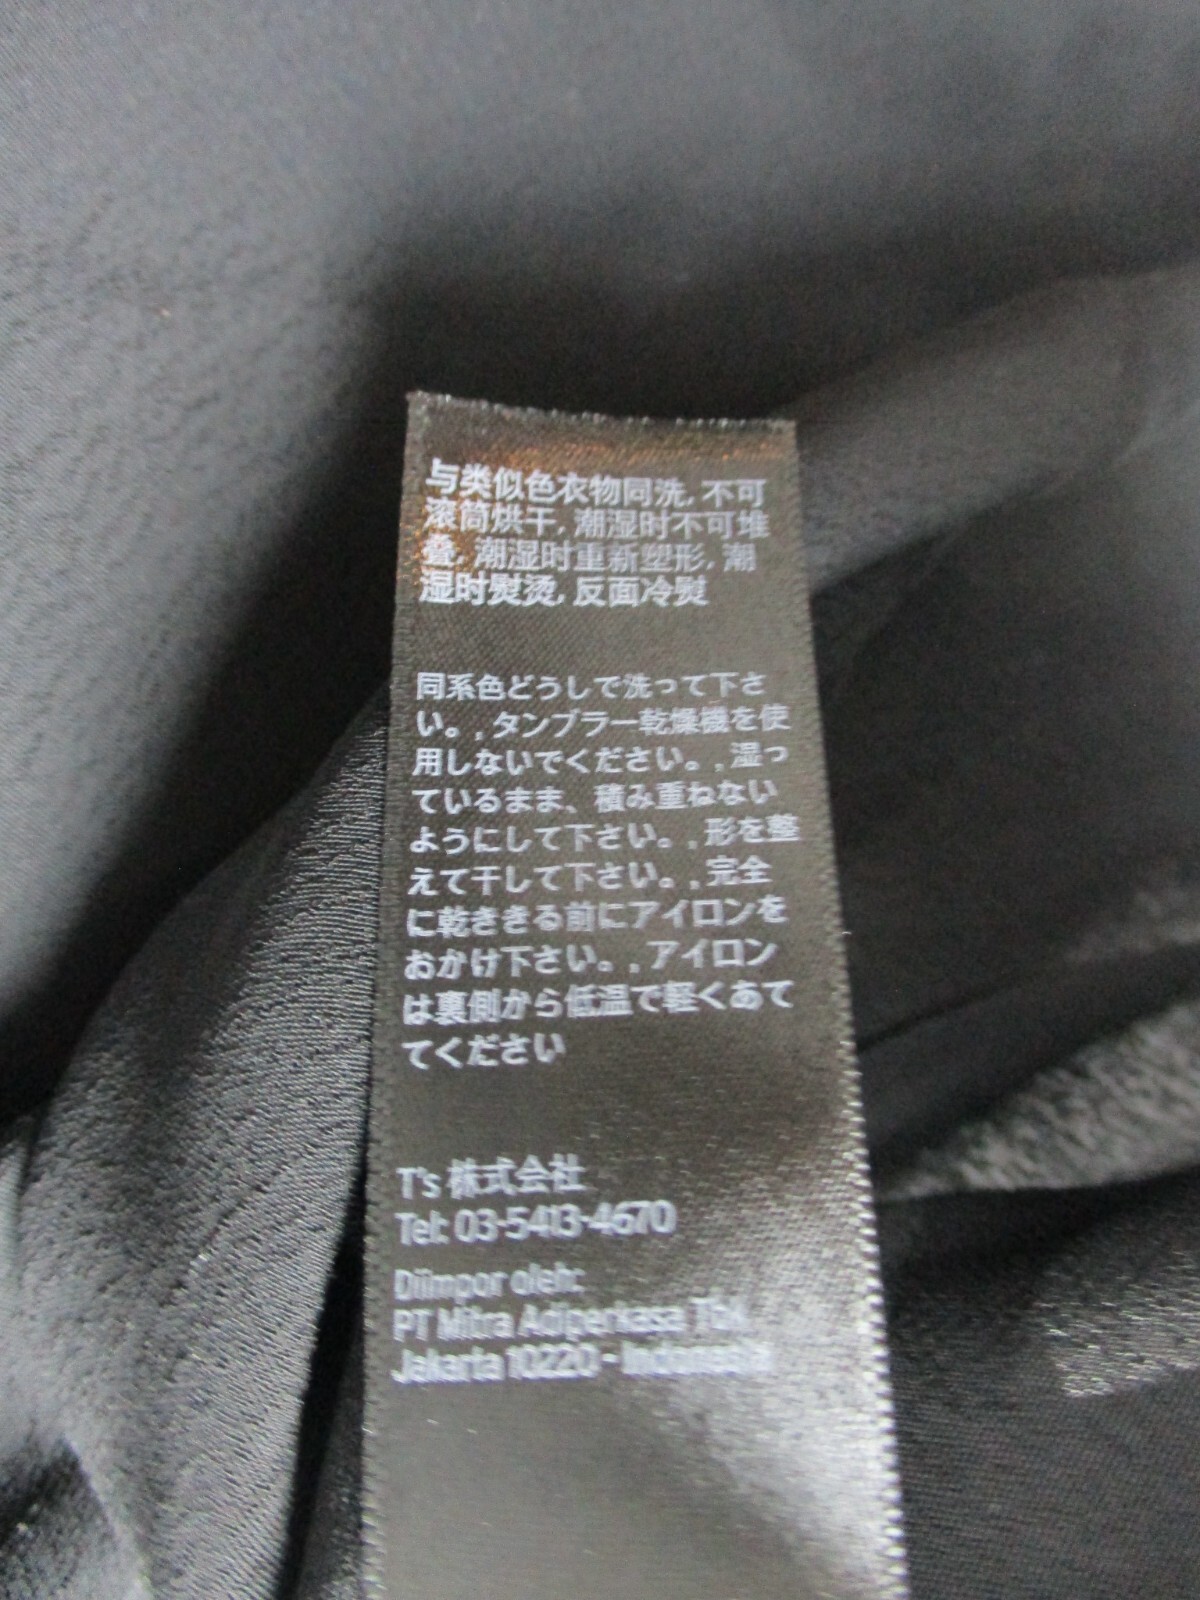 与类似色衣物同洗, 不可
滚筒烘干, 潮湿时不可堆
叠, 潮湿时重新塑形, 潮
湿时熨烫, 反面冷熨
同系色どうしで洗って下さ
い。, タンブラー乾燥機を使
用しないでください。, 湿っ
ているまま、積み重ねない
ようにして下さい。, 形を整
えて干して下さい。, 完全
に乾ききる前にアイロンを
おかけ下さい。, アイロン
は裏側から低温で軽くあて
てください
T's 株式会社
Tel: 03-5413-4670
Diimpor oleh:
PT Mitra Adiperkasa Tbk
Jakarta 10220 - Indonesia